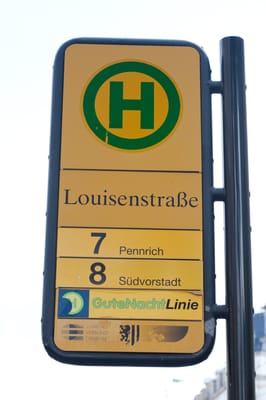 H
Louisenstraße
7 Pennrich
8 Südvorstadt
GuteNachtLinie